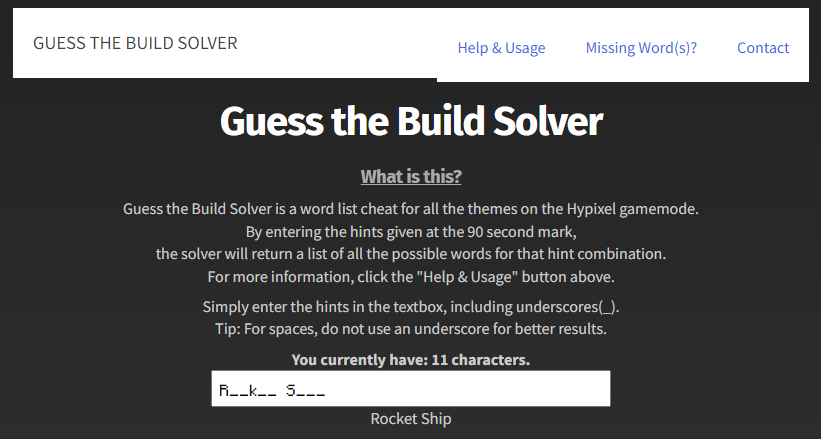 GUESS THE BUILD SOLVER
Help & Usage Missing Word(s)? Contact
Guess the Build Solver
What is this?
Guess the Build Solver is a word list cheat for all the themes on the Hypixel gamemode.
By entering the hints given at the 90 second mark,
the solver will return a list of all the possible words for that hint combination.
For more information, click the "Help & Usage" button above.
Simply enter the hints in the textbox, including underscores(_).
Tip: For spaces, do not use an underscore for better results.
You currently have: 11 characters.
R__k__ S___
Rocket Ship